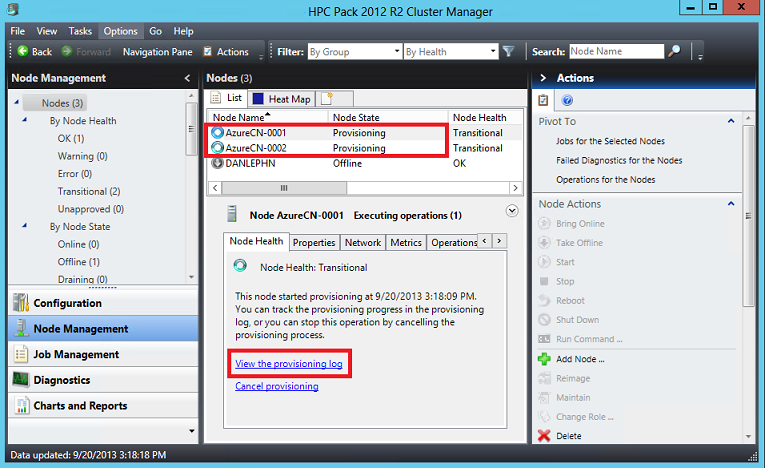 HPC Pack 2012 R2 Cluster Manager
File View Tasks Options Go Help
Back Forward Navigation Pane Actions Filter: By Group By Health Search: Node Name
Node Management
Nodes (3)
By Node Health
OK (1)
Warning (0)
Error (0)
Transitional (2)
Unapproved (0)
By Node State
Online (0)
Offline (1)
Draining (0)
Configuration
Node Management
Job Management
Diagnostics
Charts and Reports
Nodes (3)
List Heat Map
Node Name Node State Node Health
AzureCN-0001 Provisioning Transitional
AzureCN-0002 Provisioning Transitional
DANLEPHN Offline OK
Node AzureCN-0001 Executing operations (1)
Node Health Properties Network Metrics Operations
Node Health: Transitional
This node started provisioning at 9/20/2013 3:18:09 PM.
You can track the provisioning progress in the provisioning
log, or you can stop this operation by cancelling the
provisioning process.
View the provisioning log
Cancel provisioning
Actions
Pivot To
Jobs for the Selected Nodes
Failed Diagnostics for the Nodes
Operations for the Nodes
Node Actions
Bring Online
Take Offline
Start
Stop
Reboot
Shut Down
Run Command ...
Add Node ...
Reimage
Maintain
Change Role ...
Delete
Data updated: 9/20/2013 3:18:18 PM